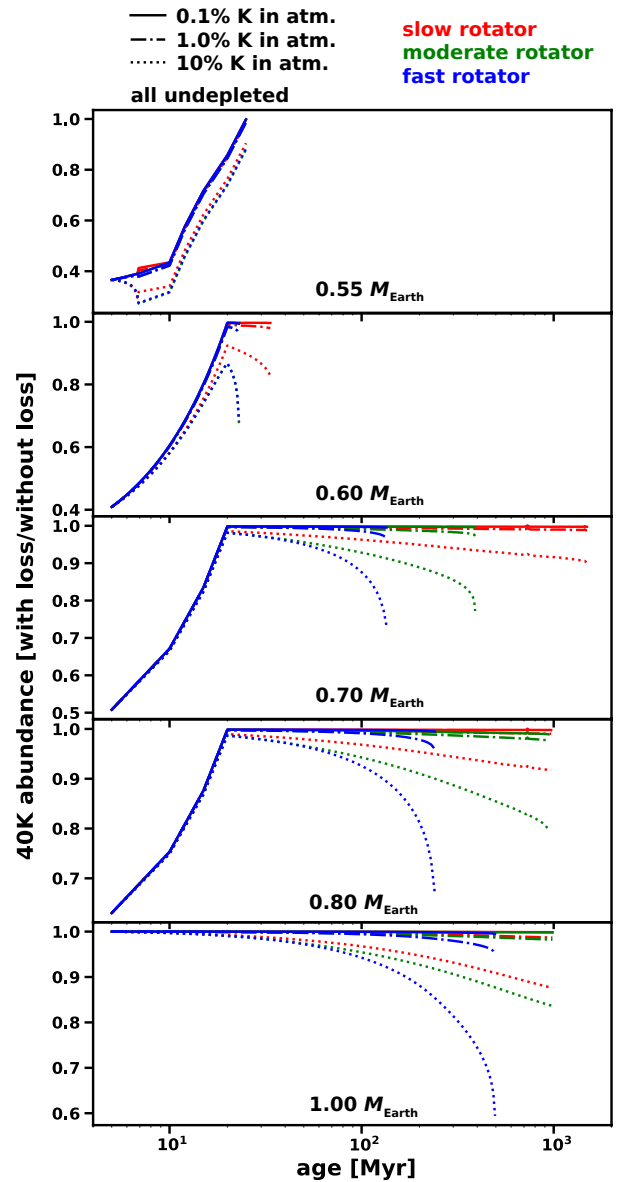 0.1% K in atm.
1.0% K in atm.
10% K in atm.
all undepleted
slow rotator
moderate rotator
fast rotator
40K abundance [with loss/without loss]
1.0
0.8
0.6
0.4
0.55 M_Earth
1.0
0.8
0.6
0.4
0.60 M_Earth
1.0
0.9
0.8
0.7
0.6
0.5
0.70 M_Earth
1.0
0.9
0.8
0.7
0.80 M_Earth
1.0
0.9
0.8
0.7
0.6
1.00 M_Earth
10^1 10^2 10^3
age [Myr]